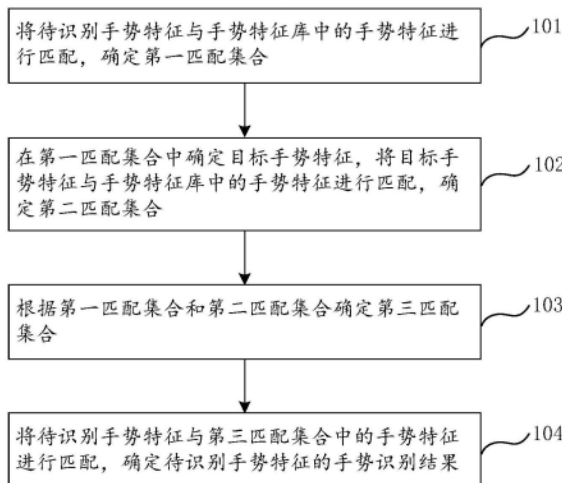 将待识别手势特征与手势特征库中的手势特征进
行匹配，确定第一匹配集合
101
在第一匹配集合中确定目标手势特征，将目标手
势特征与手势特征库中的手势特征进行匹配，确
定第二匹配集合
102
根据第一匹配集合和第二匹配集合确定第三匹配
集合
103
将待识别手势特征与第三匹配集合中的手势特征
进行匹配，确定待识别手势特征的手势识别结果
104